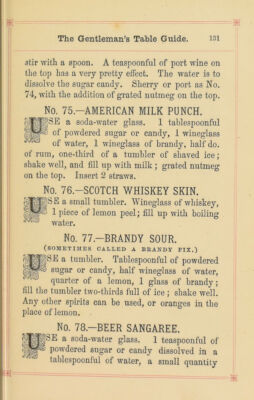 The Gentleman's Table Guide. 131
stir with a spoon. A teaspoonful of port wine on
the top has a very pretty effect. The water is to
dissolve the sugar candy. Sherry or port as No.
74, with the addition of grated nutmeg on the top.
No. 75.—AMERICAN MILK PUNCH.
USE a soda-water glass. 1 tablespoonful
of powdered sugar or candy, 1 wineglass
of water, 1 wineglass of brandy, half do.
of rum, one-third of a tumbler of shaved ice;
shake well, and fill up with milk; grated nutmeg
on the top. Insert 2 straws.
No. 76.—SCOTCH WHISKEY SKIN.
USE a small tumbler. Wineglass of whiskey,
1 piece of lemon peel; fill up with boiling
water.
No. 77.—BRANDY SOUR.
(SOMETIMES CALLED A BRANDY FIX.)
USE a tumbler. Tablespoonful of powdered
sugar or candy, half wineglass of water,
quarter of a lemon, 1 glass of brandy;
fill the tumbler two-thirds full of ice; shake well.
Any other spirits can be used, or oranges in the
place of lemon.
No. 78.—BEER SANGAREE.
USE a soda-water glass. 1 teaspoonful of
powdered sugar or candy dissolved in a
tablespoonful of water, a small quantity